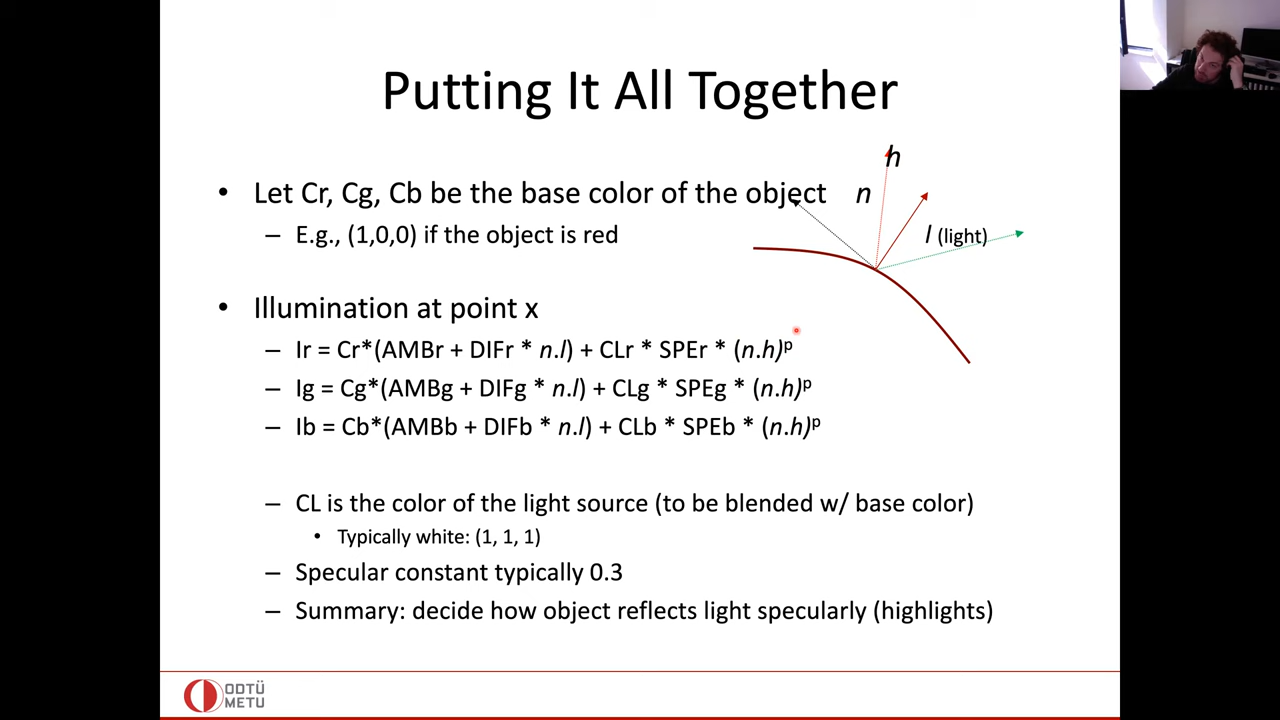 Putting It All Together
h
• Let Cr, Cg, Cb be the base color of the object
n
– E.g., (1,0,0) if the object is red
l (light)
• Illumination at point x
– Ir = Cr*(AMBr + DIFr * n.l) + CLr * SPEr * (n.h)ᵖ
– Ig = Cg*(AMBg + DIFg * n.l) + CLg * SPEg * (n.h)ᵖ
– Ib = Cb*(AMBb + DIFb * n.l) + CLb * SPEb * (n.h)ᵖ
– CL is the color of the light source (to be blended w/ base color)
• Typically white: (1, 1, 1)
– Specular constant typically 0.3
– Summary: decide how object reflects light specularly (highlights)
ODTÜ
METU